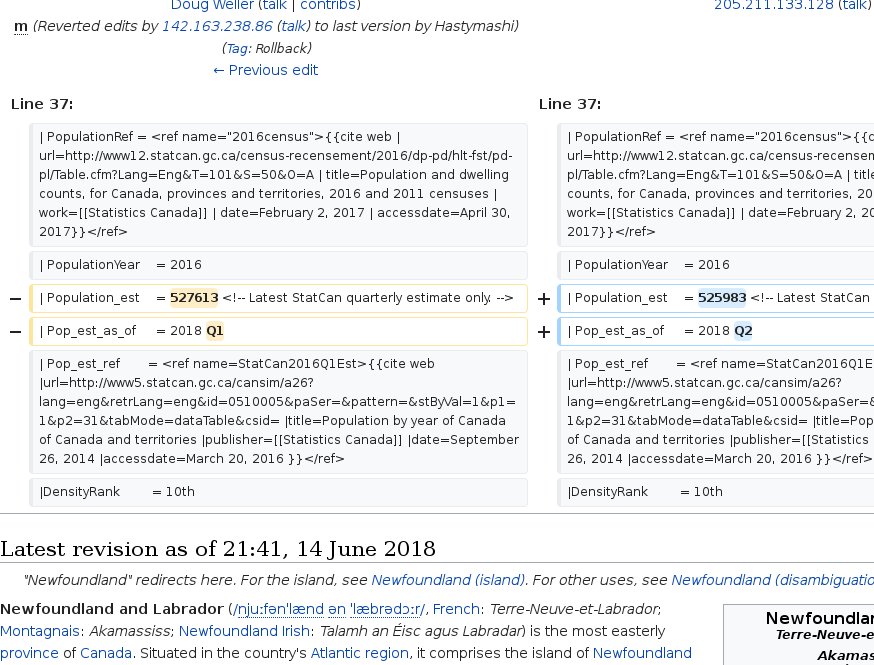 Doug Weller (talk | contribs)
m (Reverted edits by 142.163.238.86 (talk) to last version by Hastymashi)
(Tag: Rollback)
← Previous edit
205.211.133.128 (talk)
Line 37:
| PopulationRef = <ref name="2016census">{{cite web |
url=http://www12.statcan.gc.ca/census-recensement/2016/dp-pd/hlt-fst/pd-
pl/Table.cfm?Lang=Eng&T=101&S=50&O=A | title=Population and dwelling
counts, for Canada, provinces and territories, 2016 and 2011 censuses |
work=[[Statistics Canada]] | date=February 2, 2017 | accessdate=April 30,
2017}}</ref>
| PopulationYear = 2016
− | Population_est = 527613 <!-- Latest StatCan quarterly estimate only. -->
− | Pop_est_as_of = 2018 Q1
| Pop_est_ref = <ref name=StatCan2016Q1Est>{{cite web
|url=http://www5.statcan.gc.ca/cansim/a26?
lang=eng&retrLang=eng&id=0510005&paSer=&pattern=&stByVal=1&p1=
1&p2=31&tabMode=dataTable&csid= |title=Population by year of Canada
of Canada and territories |publisher=[[Statistics Canada]] |date=September
26, 2014 |accessdate=March 20, 2016 }}</ref>
|DensityRank = 10th
Line 37:
| PopulationRef = <ref name="2016census">{{c
url=http://www12.statcan.gc.ca/census-recensem
pl/Table.cfm?Lang=Eng&T=101&S=50&O=A | title
counts, for Canada, provinces and territories, 20
work=[[Statistics Canada]] | date=February 2, 20
2017}}</ref>
| PopulationYear = 2016
+ | Population_est = 525983 <!-- Latest StatCan
+ | Pop_est_as_of = 2018 Q2
| Pop_est_ref = <ref name=StatCan2016Q1E
|url=http://www5.statcan.gc.ca/cansim/a26?
lang=eng&retrLang=eng&id=0510005&paSer=&
1&p2=31&tabMode=dataTable&csid= |title=Pop
of Canada and territories |publisher=[[Statistics
26, 2014 |accessdate=March 20, 2016 }}</ref>
|DensityRank = 10th
Latest revision as of 21:41, 14 June 2018
"Newfoundland" redirects here. For the island, see Newfoundland (island). For other uses, see Newfoundland (disambiguatio
Newfoundland and Labrador (/njuːfənˈlænd ən ˈlæbrədɔːr/, French: Terre-Neuve-et-Labrador;
Montagnais: Akamassiss; Newfoundland Irish: Talamh an Éisc agus Labradar) is the most easterly
province of Canada. Situated in the country's Atlantic region, it comprises the island of Newfoundland
Newfoundlan
Terre-Neuve-e
Akamas